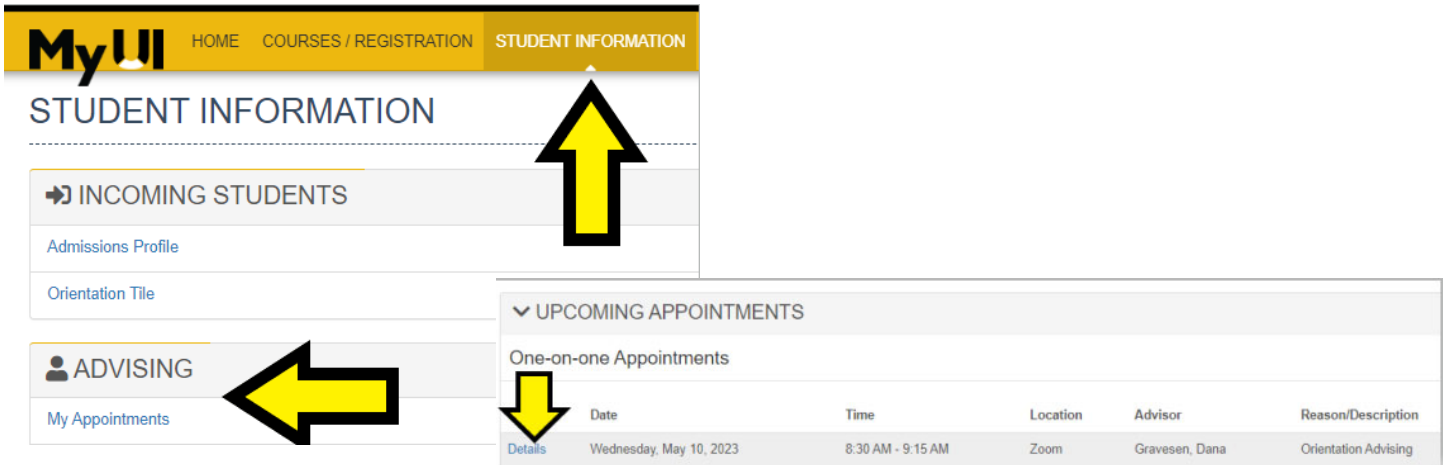 MyUI HOME COURSES / REGISTRATION STUDENT INFORMATION
STUDENT INFORMATION
INCOMING STUDENTS
Admissions Profile
Orientation Tile
ADVISING
My Appointments
UPCOMING APPOINTMENTS
One-on-one Appointments
Date Time Location Advisor Reason/Description
Details Wednesday, May 10, 2023 8:30 AM - 9:15 AM Zoom Gravesen, Dana Orientation Advising